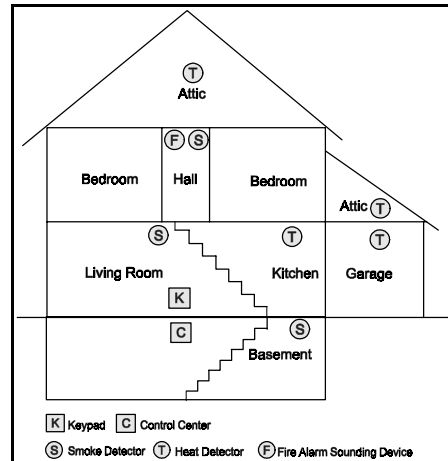 T
Attic
F S
Bedroom Hall Bedroom
Attic T
S T T
Living Room Kitchen Garage
K
C S
Basement
K Keypad C Control Center
S Smoke Detector T Heat Detector F Fire Alarm Sounding Device